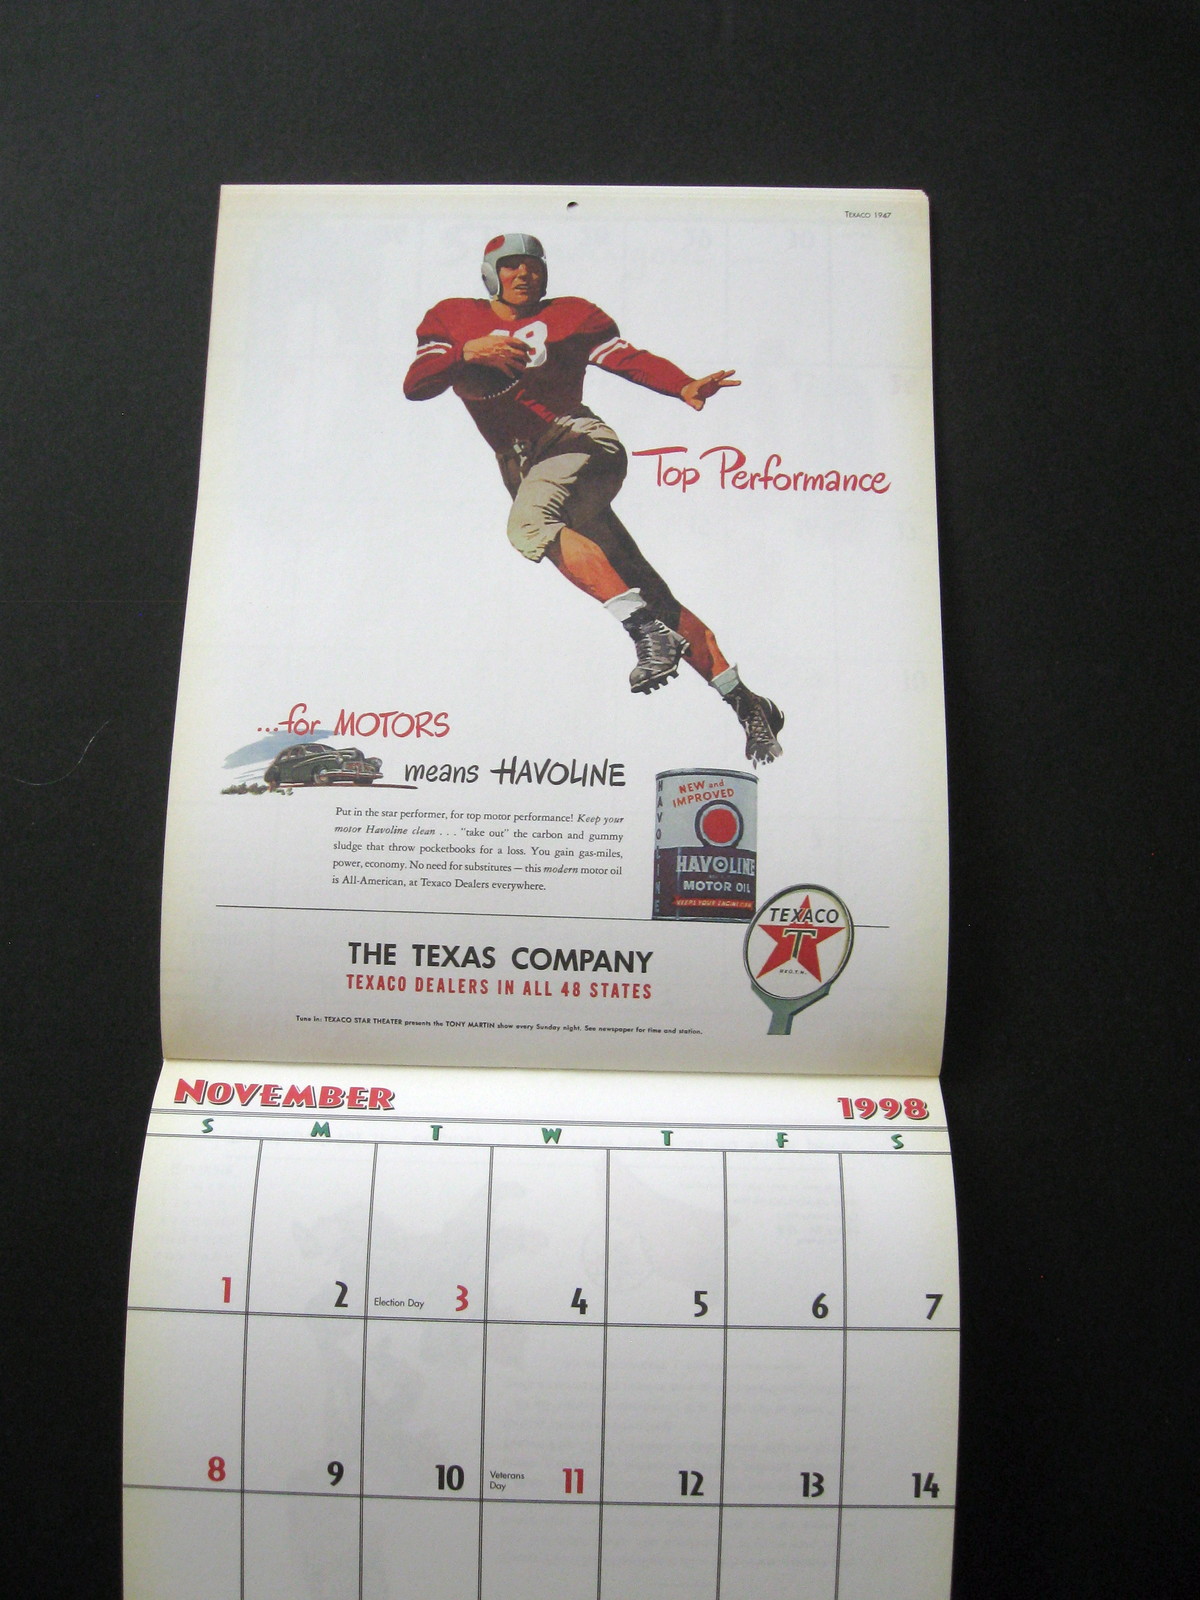 TEXACO 1947
Top Performance
...for MOTORS
means HAVOLINE
Put in the star performer, for top motor performance! Keep your
motor Havoline clean . . . "take out" the carbon and gummy
sludge that throw pocketbooks for a loss. You gain gas-miles,
power, economy. No need for substitutes — this modern motor oil
is All-American, at Texaco Dealers everywhere.
HAVOLINE
NEW and
IMPROVED
HAVOLINE
MOTOR OIL
TEXACO
T
THE TEXAS COMPANY
TEXACO DEALERS IN ALL 48 STATES
Tune in: TEXACO STAR THEATER presents the TONY MARTIN show every Sunday night. See newspaper for time and station.
NOVEMBER 1998
S M T W T F S
1 2 Election Day 3 4 5 6 7
8 9 10 Veterans Day 11 12 13 14